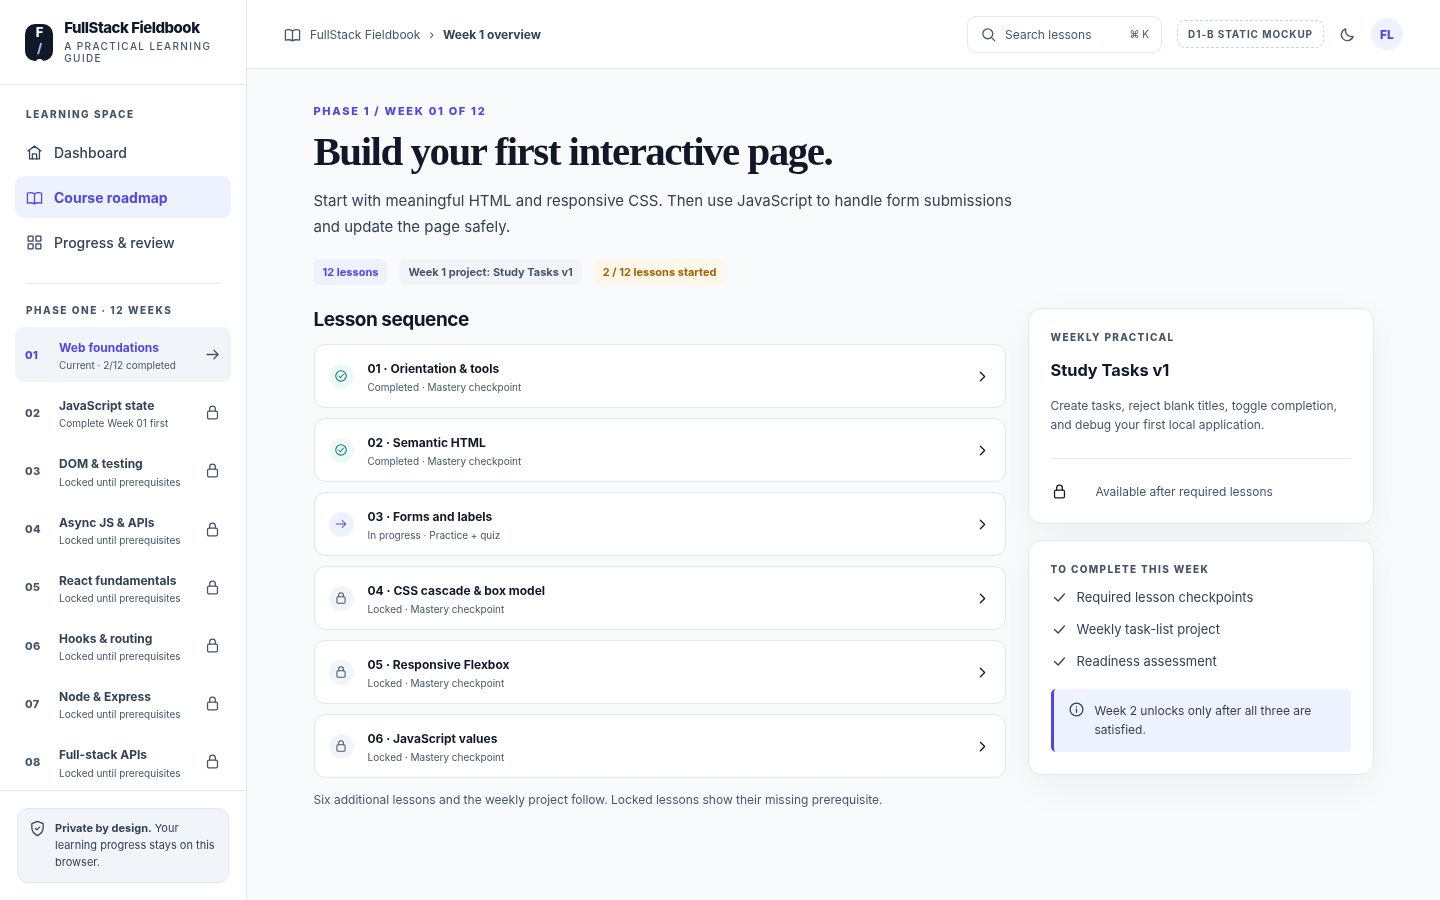 F
/
FullStack Fieldbook
A PRACTICAL LEARNING
GUIDE
LEARNING SPACE
Dashboard
Course roadmap
Progress & review
PHASE ONE · 12 WEEKS
01
Web foundations
Current · 2/12 completed
02
JavaScript state
Complete Week 01 first
03
DOM & testing
Locked until prerequisites
04
Async JS & APIs
Locked until prerequisites
05
React fundamentals
Locked until prerequisites
06
Hooks & routing
Locked until prerequisites
07
Node & Express
Locked until prerequisites
08
Full-stack APIs
Locked until prerequisites
Private by design. Your
learning progress stays on this
browser.
FullStack Fieldbook › Week 1 overview
Search lessons ⌘ K
D1-B STATIC MOCKUP
FL
PHASE 1 / WEEK 01 OF 12
Build your first interactive page.
Start with meaningful HTML and responsive CSS. Then use JavaScript to handle form submissions
and update the page safely.
12 lessons
Week 1 project: Study Tasks v1
2 / 12 lessons started
Lesson sequence
01 · Orientation & tools
Completed · Mastery checkpoint
02 · Semantic HTML
Completed · Mastery checkpoint
03 · Forms and labels
In progress · Practice + quiz
04 · CSS cascade & box model
Locked · Mastery checkpoint
05 · Responsive Flexbox
Locked · Mastery checkpoint
06 · JavaScript values
Locked · Mastery checkpoint
Six additional lessons and the weekly project follow. Locked lessons show their missing prerequisite.
WEEKLY PRACTICAL
Study Tasks v1
Create tasks, reject blank titles, toggle completion,
and debug your first local application.
Available after required lessons
TO COMPLETE THIS WEEK
Required lesson checkpoints
Weekly task-list project
Readiness assessment
Week 2 unlocks only after all three are
satisfied.